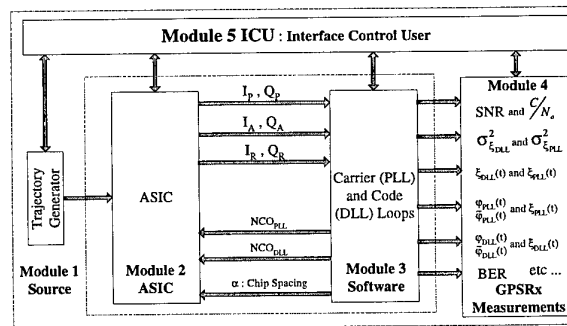 Module 5 ICU : Interface Control User
Trajectory
Generator
Module 1
Source
ASIC
Module 2
ASIC
I_P , Q_P
I_A , Q_A
I_R , Q_R
NCO_PLL
NCO_DLL
α : Chip Spacing
Carrier (PLL)
and Code
(DLL) Loops
Module 3
Software
Module 4
SNR and C/N_o
σ²_ξDLL and σ²_ξPLL
ξ_DLL(t) and ξ_PLL(t)
φ_PLL(t)
φ̃_PLL(t) and ξ_PLL(t)
φ_DLL(t)
φ̃_DLL(t) and ξ_DLL(t)
BER etc ...
GPSRx
Measurements